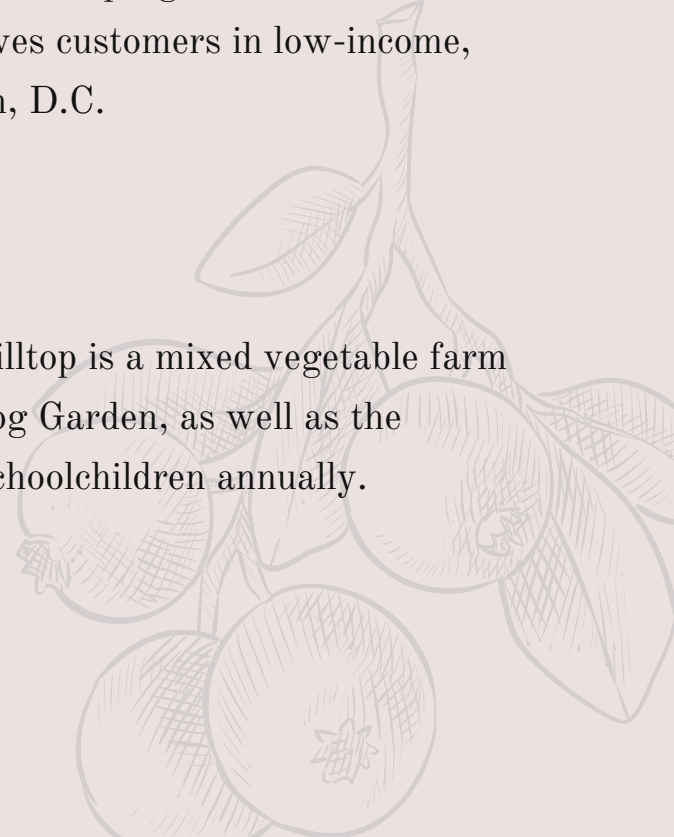 ves customers in low-income,
n, D.C.
illtop is a mixed vegetable farm
og Garden, as well as the
choolchildren annually.